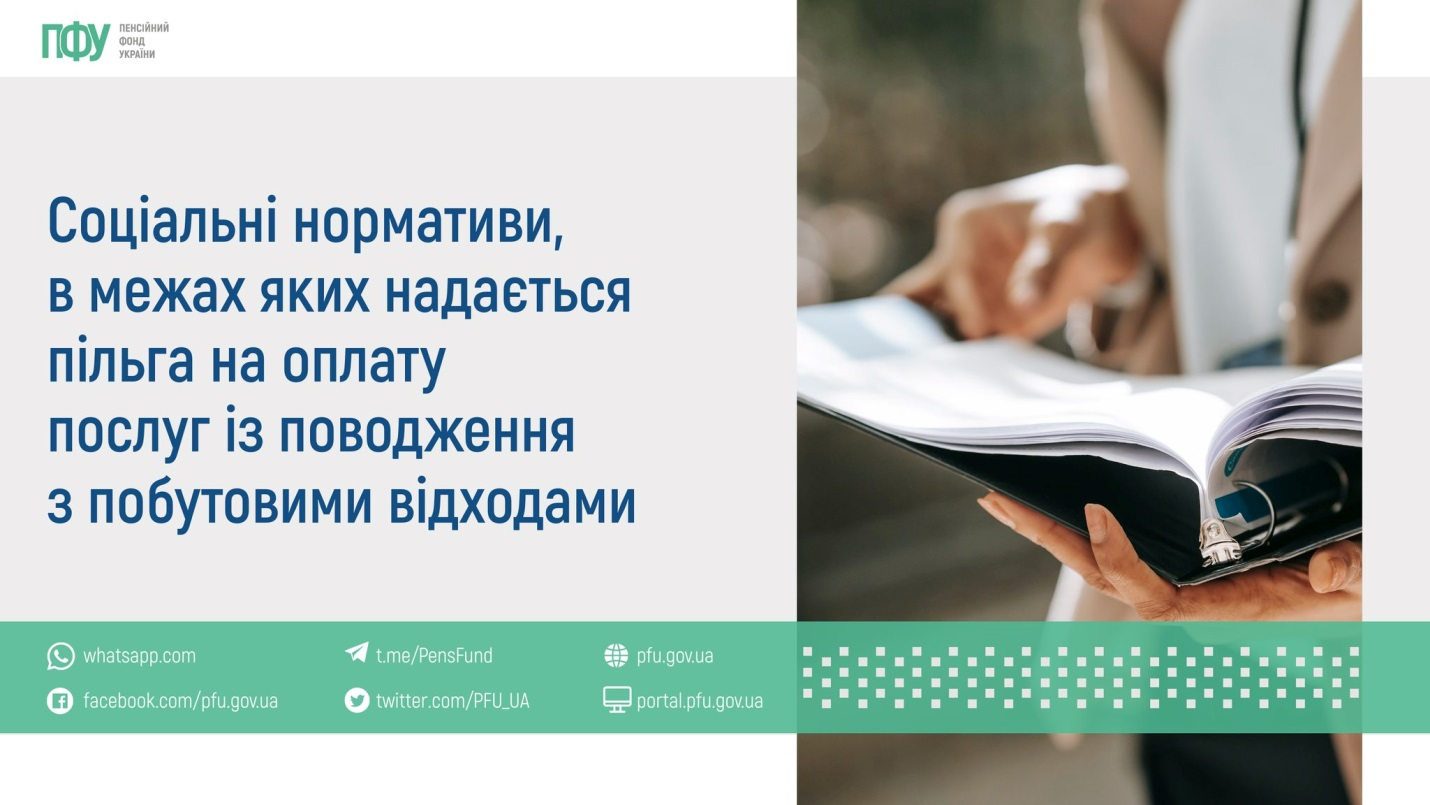 ПФУ
ПЕНСІЙНИЙ
ФОНД
УКРАЇНИ
Соціальні нормативи,
в межах яких надається
пільга на оплату
послуг із поводження
з побутовими відходами
whatsapp.com
t.me/PensFund
pfu.gov.ua
facebook.com/pfu.gov.ua
twitter.com/PFU_UA
portal.pfu.gov.ua